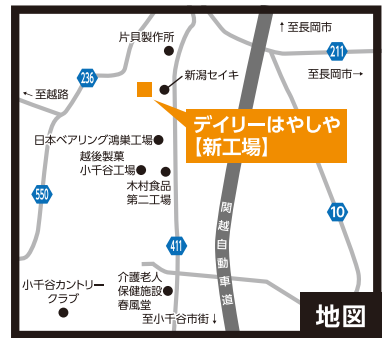 ↑至長岡市
片貝製作所
211
236
新潟セイキ
至長岡市→
←至越路
デイリーはやしや
【新工場】
日本ベアリング鴻巣工場
越後製菓
小千谷工場
木村食品
第二工場
550
関越自動車道
10
411
小千谷カントリー
クラブ
介護老人
保健施設
春風堂
至小千谷市街↓
地図